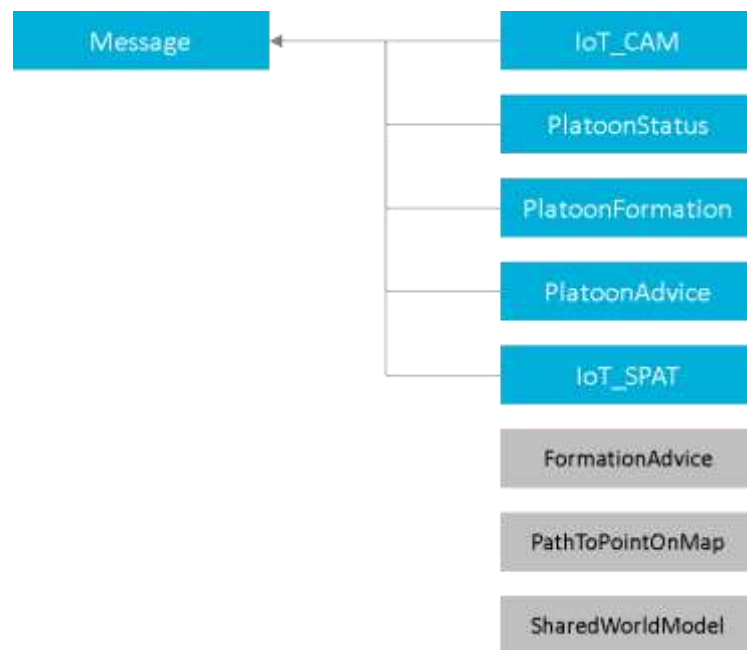 Message
IoT_CAM
PlatoonStatus
PlatoonFormation
PlatoonAdvice
IoT_SPAT
FormationAdvice
PathToPointOnMap
SharedWorldModel